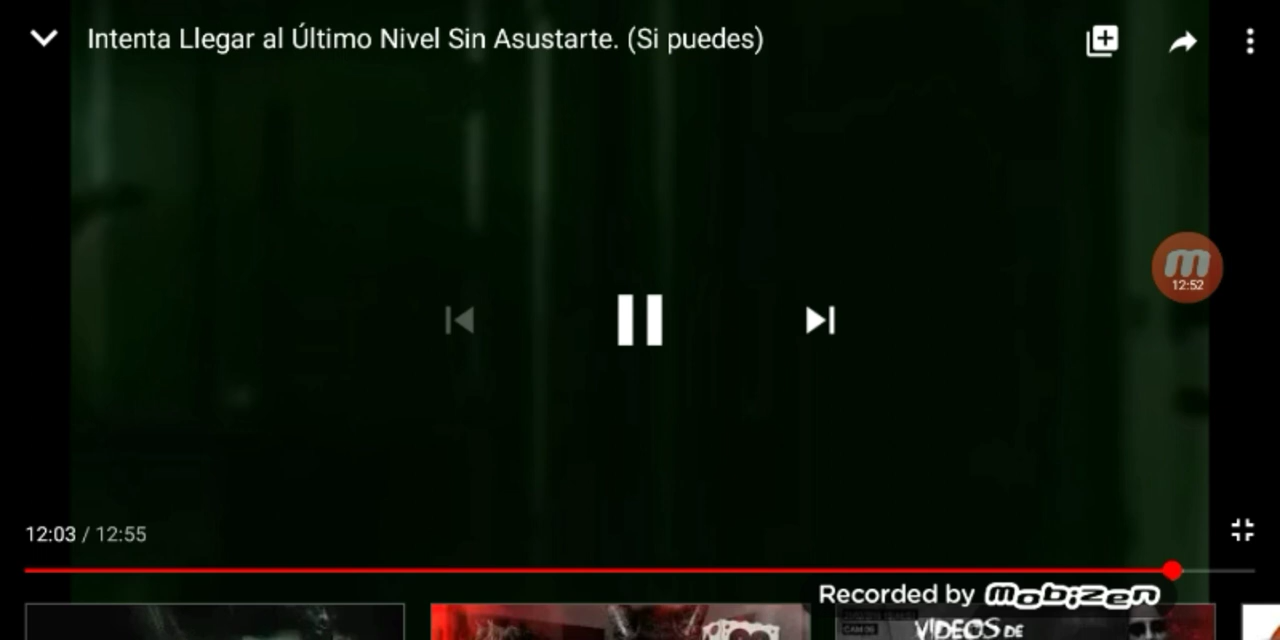 Intenta Llegar al Último Nivel Sin Asustarte. (Si puedes)
m
12:52
12:03 / 12:55
Recorded by mobizen
VIDEOS DE